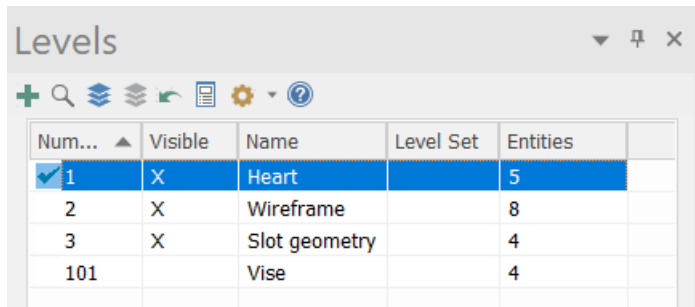 Levels
Num... Visible Name Level Set Entities
1 X Heart 5
2 X Wireframe 8
3 X Slot geometry 4
101 Vise 4